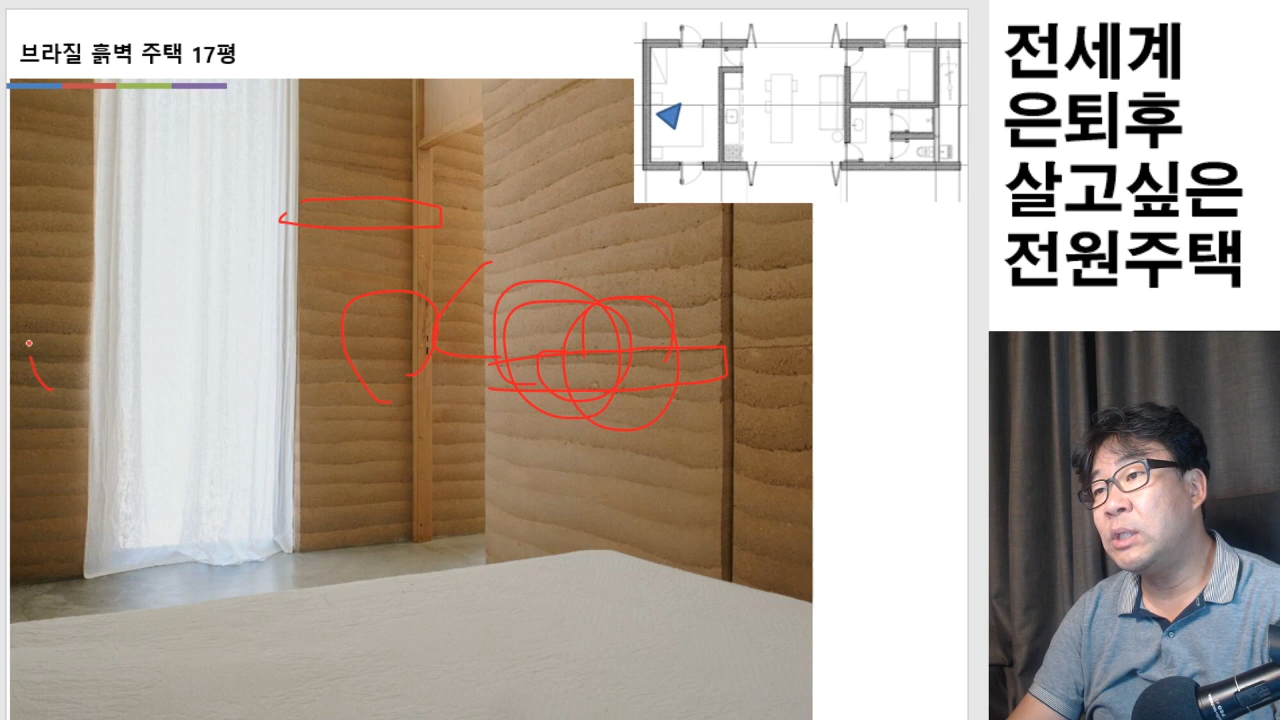 브라질 흙벽 주택 17평
전세계
은퇴후
살고싶은
전원주택